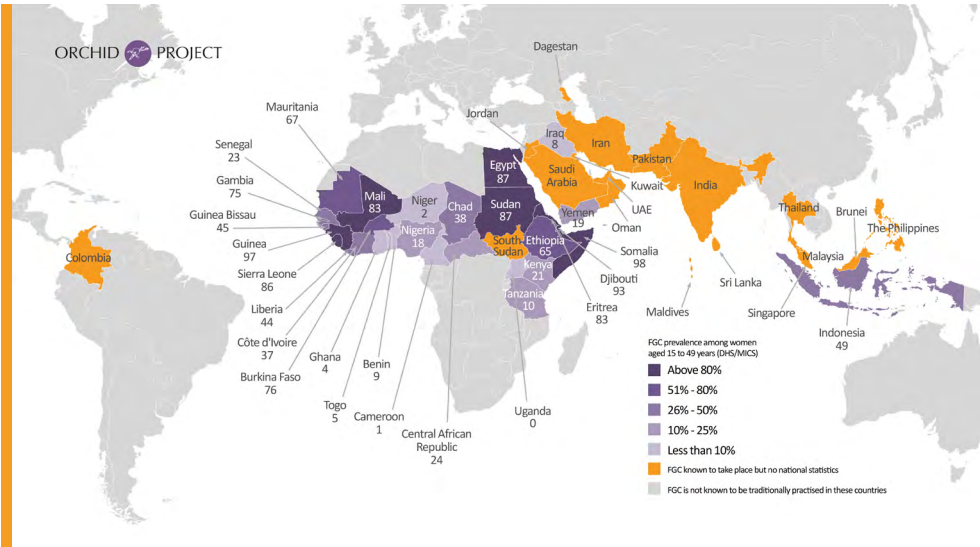 ORCHID PROJECT
Dagestan
Mauritania
67
Jordan
Senegal
23
Iraq
8
Iran
Egypt
87
Pakistan
Gambia
75
Saudi
Arabia
Kuwait
India
Mali
83
Niger
2
Chad
38
Sudan
87
UAE
Guinea Bissau
45
Yemen
19
Oman
Thailand
Brunei
The Philippines
Nigeria
18
Guinea
97
South
Sudan
Ethiopia
65
Somalia
98
Colombia
Malaysia
Sierra Leone
86
Kenya
21
Djibouti
93
Sri Lanka
Tanzania
10
Eritrea
83
Maldives
Singapore
Liberia
44
Indonesia
49
Côte d'Ivoire
37
Ghana
4
Benin
9
Burkina Faso
76
Togo
5
Cameroon
1
Uganda
0
Central African
Republic
24
FGC prevalence among women
aged 15 to 49 years (DHS/MICS)
Above 80%
51% - 80%
26% - 50%
10% - 25%
Less than 10%
FGC known to take place but no national statistics
FGC is not known to be traditionally practised in these countries